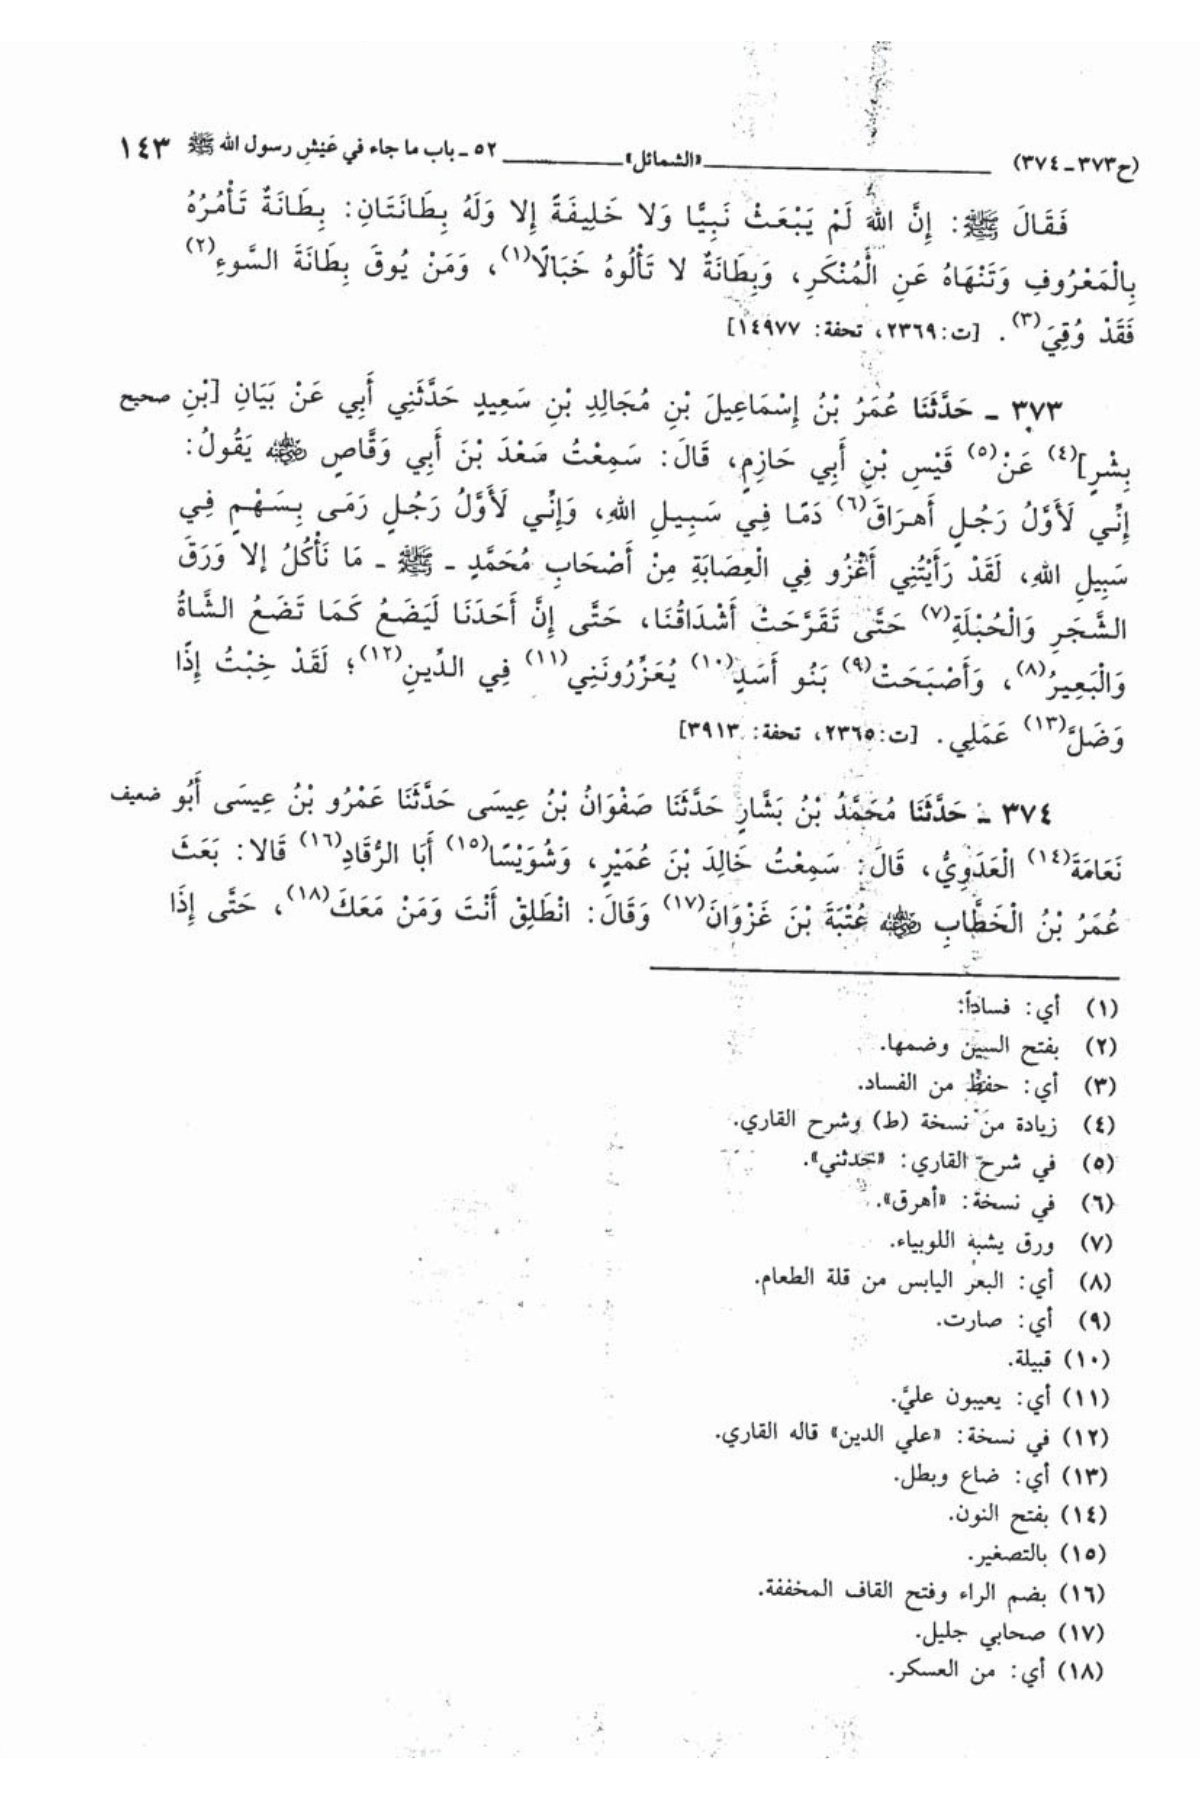 (ح٣٧٣ ـ ٣٧٤) «الشمائل» ٥٢ ـ باب ما جاء في عَيْشِ رسول الله ﷺ ١٤٣
فَقَالَ ﷺ: إِنَّ اللهَ لَمْ يَبْعَثْ نَبِيًّا وَلا خَلِيفَةً إِلا وَلَهُ بِطَانَتَانِ: بِطَانَةٌ تَأْمُرُهُ
بِالْمَعْرُوفِ وَتَنْهَاهُ عَنِ الْمُنْكَرِ، وَبِطَانَةٌ لا تَأْلُوهُ خَبَالًا(١)، وَمَنْ يُوقَ بِطَانَةَ السَّوءِ(٢)
فَقَدْ وُقِيَ(٣). [ت:٢٣٦٩، تحفة: ١٤٩٧٧]
٣٧٣ ـ حَدَّثَنَا عُمَرُ بْنُ إِسْمَاعِيلَ بْنِ مُجَالِدِ بْنِ سَعِيدٍ حَدَّثَنِي أَبِي عَنْ بَيَانِ [بْنِ صحيح
بِشْرٍ](٤) عَنْ(٥) قَيْسِ بْنِ أَبِي حَازِمٍ، قَالَ: سَمِعْتُ سَعْدَ بْنَ أَبِي وَقَّاصٍ رضي الله عنه يَقُولُ:
إِنِّي لَأَوَّلُ رَجُلٍ أَهرَاقَ(٦) دَمًا فِي سَبِيلِ اللهِ، وَإِنِّي لَأَوَّلُ رَجُلٍ رَمَى بِسَهْمٍ فِي
سَبِيلِ اللهِ، لَقَدْ رَأَيْتُنِي أَغْزُو فِي الْعِصَابَةِ مِنْ أَصْحَابِ مُحَمَّدٍ ـ ﷺ ـ مَا نَأْكُلُ إِلا وَرَقَ
الشَّجَرِ وَالْحُبْلَةِ(٧) حَتَّى تَقَرَّحَتْ أَشْدَاقُنَا، حَتَّى إِنَّ أَحَدَنَا لَيَضَعُ كَمَا تَضَعُ الشَّاةُ
وَالْبَعِيرُ(٨)، وَأَصْبَحَتْ(٩) بَنُو أَسَدٍ(١٠) يُعَزِّرُونَنِي(١١) فِي الدِّينِ(١٢)؛ لَقَدْ خِبْتُ إِذًا
وَضَلَّ(١٣) عَمَلِي. [ت:٢٣٦٥، تحفة: ٣٩١٣]
٣٧٤ ـ حَدَّثَنَا مُحَمَّدُ بْنُ بَشَّارٍ حَدَّثَنَا صَفْوَانُ بْنُ عِيسَى حَدَّثَنَا عَمْرُو بْنُ عِيسَى أَبُو ضعيف
نَعَامَةَ(١٤) الْعَدَوِيُّ، قَالَ: سَمِعْتُ خَالِدَ بْنَ عُمَيْرٍ، وَشُوَيْسًا(١٥) أَبَا الرُّقَادِ(١٦) قَالا: بَعَثَ
عُمَرُ بْنُ الْخَطَّابِ رضي الله عنه عُتْبَةَ بْنَ غَزْوَانَ(١٧) وَقَالَ: انْطَلِقْ أَنْتَ وَمَنْ مَعَكَ(١٨)، حَتَّى إِذَا
(١) أي: فساداً.
(٢) بفتح السين وضمها.
(٣) أي: حفظ من الفساد.
(٤) زيادة من نسخة (ط) وشرح القاري.
(٥) في شرح القاري: «حدثني».
(٦) في نسخة: «أهرق».
(٧) ورق يشبه اللوبياء.
(٨) أي: البعر اليابس من قلة الطعام.
(٩) أي: صارت.
(١٠) قبيلة.
(١١) أي: يعيبون عليَّ.
(١٢) في نسخة: «علي الدين» قاله القاري.
(١٣) أي: ضاع وبطل.
(١٤) بفتح النون.
(١٥) بالتصغير.
(١٦) بضم الراء وفتح القاف المخففة.
(١٧) صحابي جليل.
(١٨) أي: من العسكر.